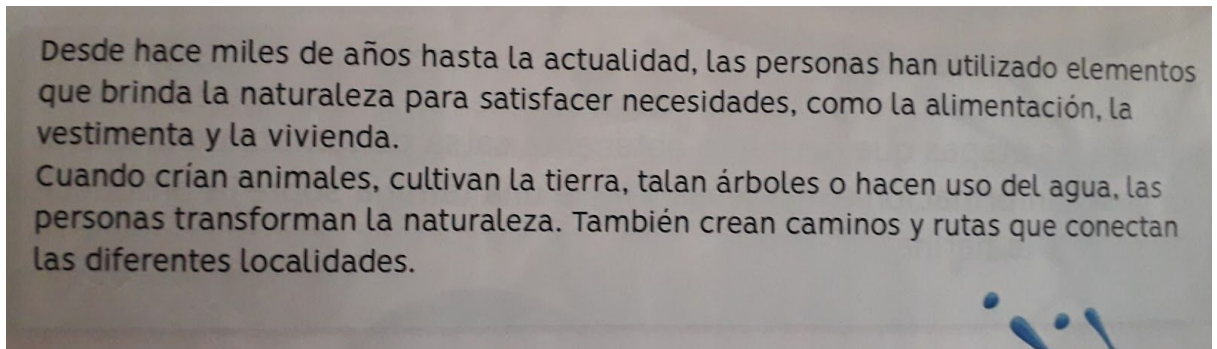 Desde hace miles de años hasta la actualidad, las personas han utilizado elementos
que brinda la naturaleza para satisfacer necesidades, como la alimentación, la
vestimenta y la vivienda.
Cuando crían animales, cultivan la tierra, talan árboles o hacen uso del agua, las
personas transforman la naturaleza. También crean caminos y rutas que conectan
las diferentes localidades.